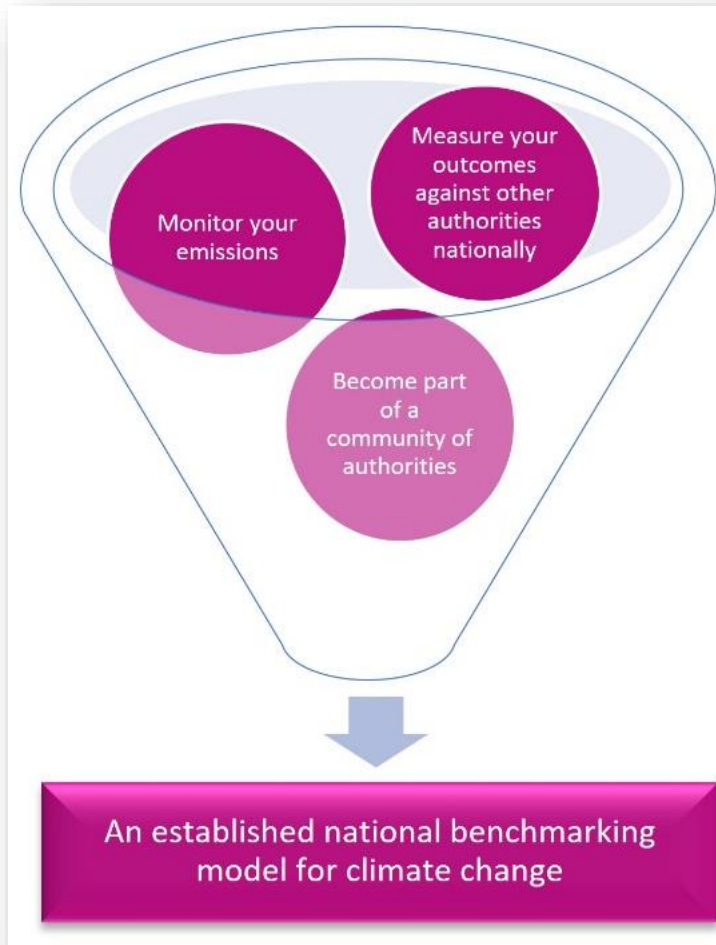 Monitor your
emissions
Measure your
outcomes
against other
authorities
nationally
Become part
of a
community of
authorities
An established national benchmarking
model for climate change